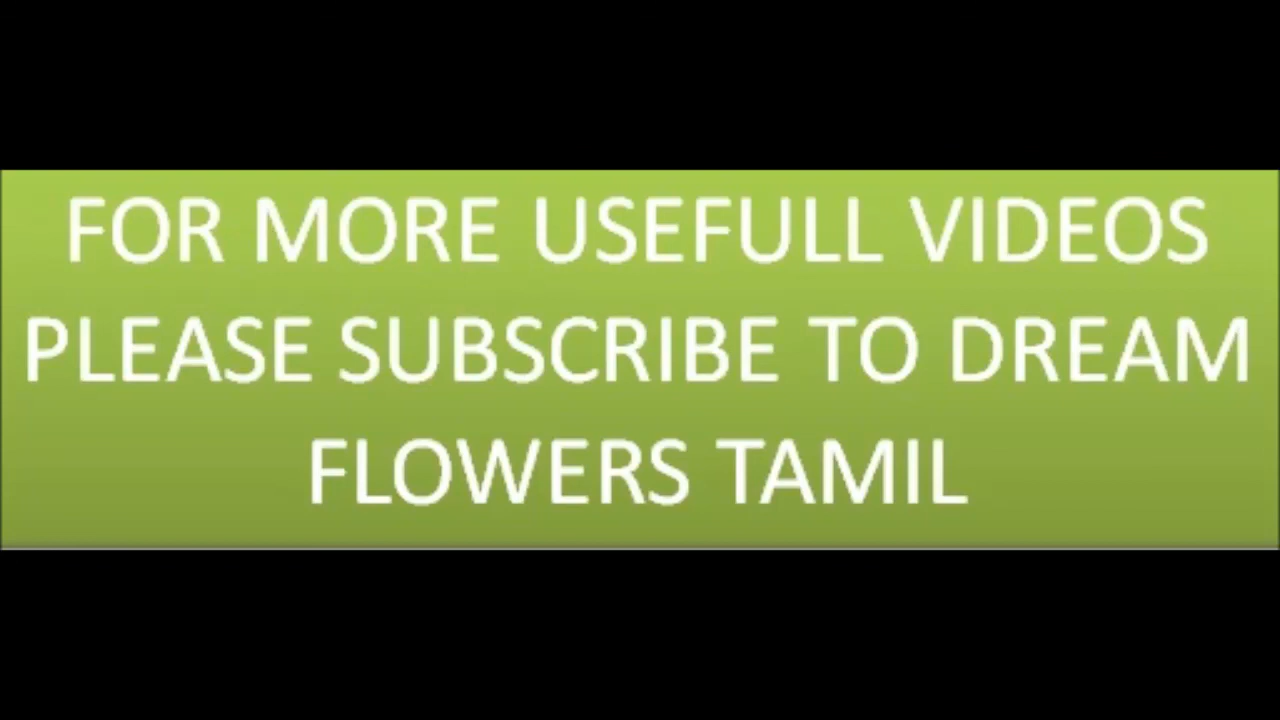 FOR MORE USEFULL VIDEOS
PLEASE SUBSCRIBE TO DREAM
FLOWERS TAMIL